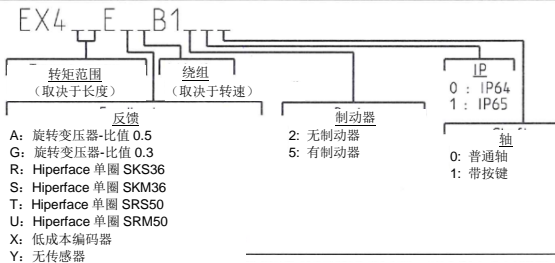 EX4__E__B1___
转矩范围
（取决于长度）
绕组
（取决于转速）
IP
0 : IP64
1 : IP65
反馈
A：旋转变压器-比值 0.5
G：旋转变压器-比值 0.3
R：Hiperface 单圈 SKS36
S：Hiperface 单圈 SKM36
T：Hiperface 单圈 SRS50
U：Hiperface 单圈 SRM50
X：低成本编码器
Y：无传感器
制动器
2: 无制动器
5: 有制动器
轴
0: 普通轴
1: 带按键